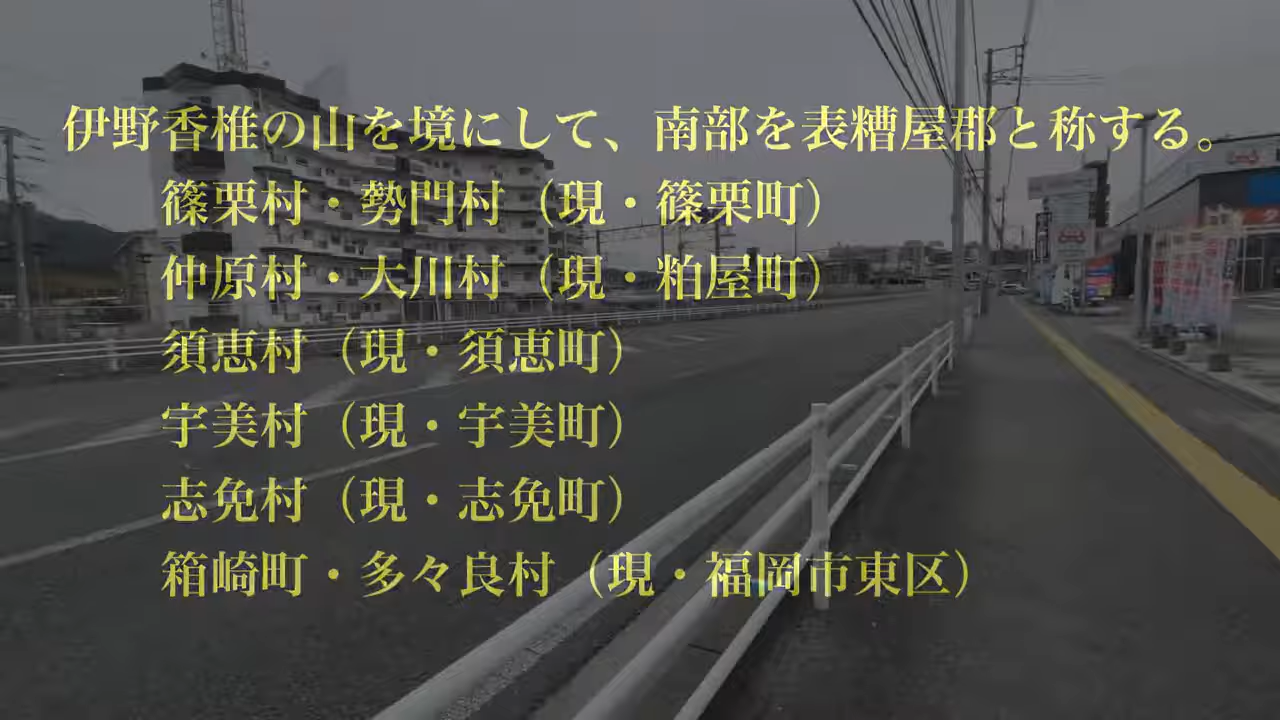 伊野香椎の山を境にして、南部を表糟屋郡と称する。
篠栗村・勢門村（現・篠栗町）
仲原村・大川村（現・粕屋町）
須恵村（現・須恵町）
宇美村（現・宇美町）
志免村（現・志免町）
箱崎町・多々良村（現・福岡市東区）